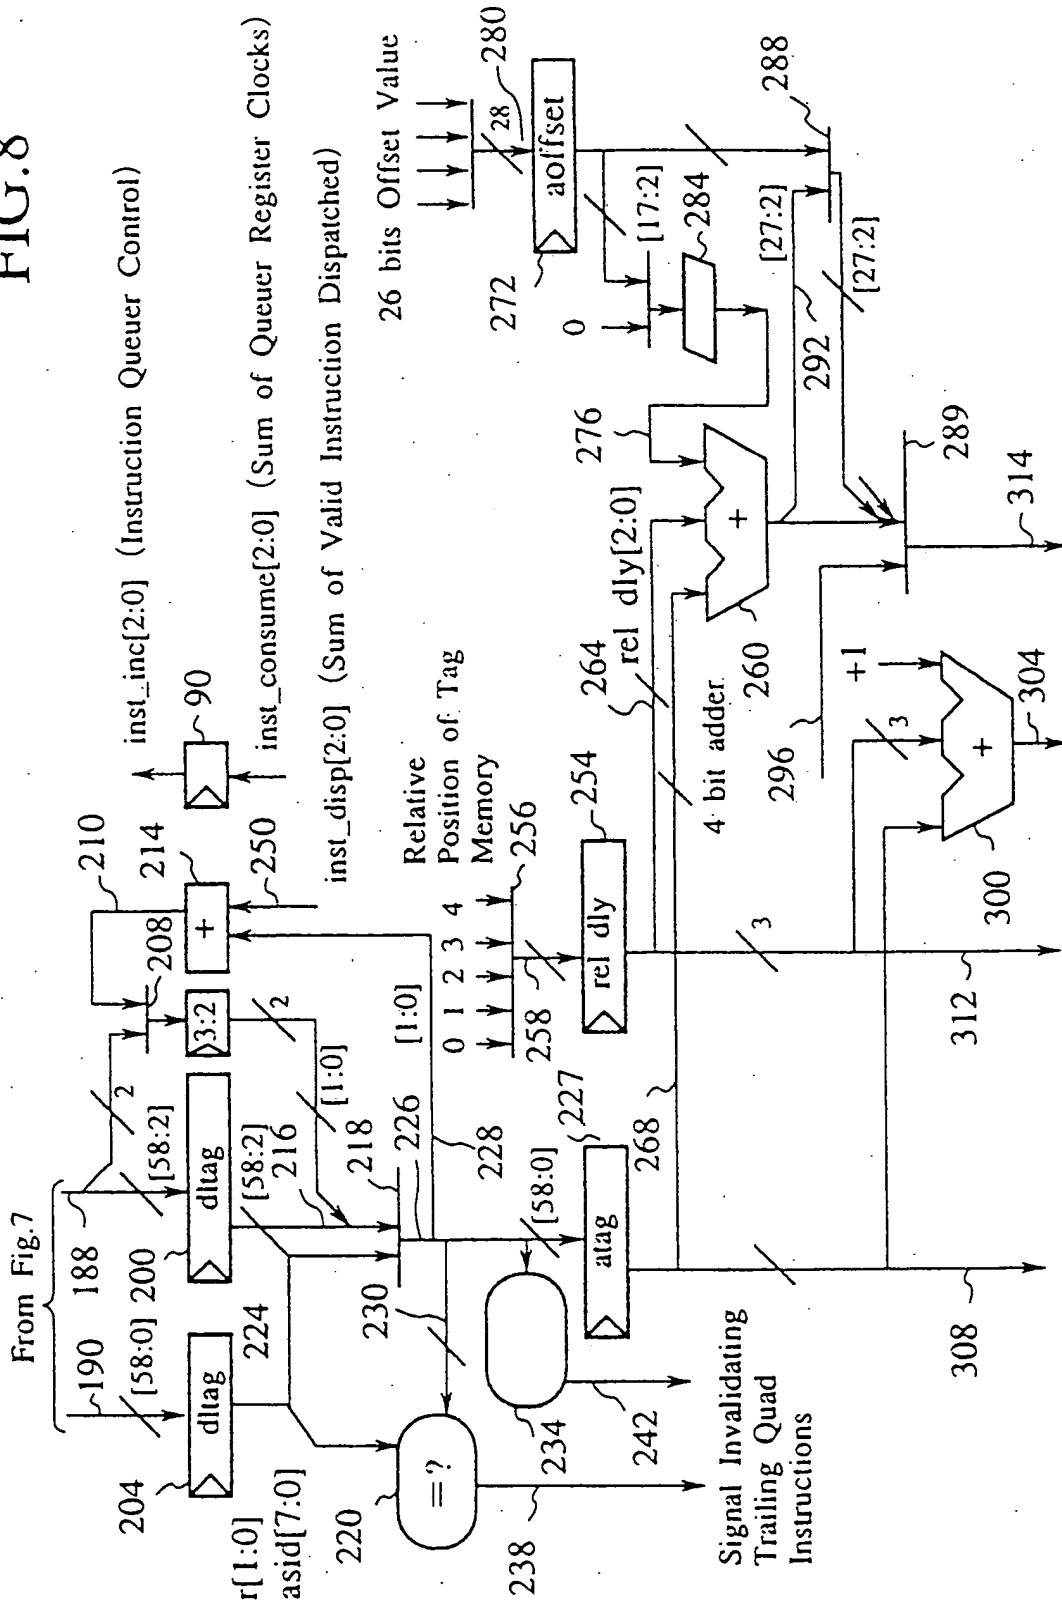 FIG.8
From Fig.7
190
188
[58:0]
[58:2]
2
210
214
208
204
dltag
200
dltag
3:2
+
90
inst_inc[2:0] (Instruction Queuer Control)
inst_consume[2:0] (Sum of Queuer Register Clocks)
250
inst_disp[2:0] (Sum of Valid Instruction Dispatched)
r[1:0]
asid[7:0]
224
[58:2]
216
2
[1:0]
218
226
[1:0]
228
220
=?
230
238
234
242
[58:0]
227
atag
Signal Invalidating
Trailing Quad
Instructions
Relative
Position of Tag
Memory
0 1 2 3 4
256
258
rel dly
254
26 bits Offset Value
28
280
272
aoffset
0
[17:2]
284
276
264
rel dly[2:0]
268
4 bit adder
+
260
[27:2]
288
292
[27:2]
289
296
314
3
3
+1
+
300
304
308
312